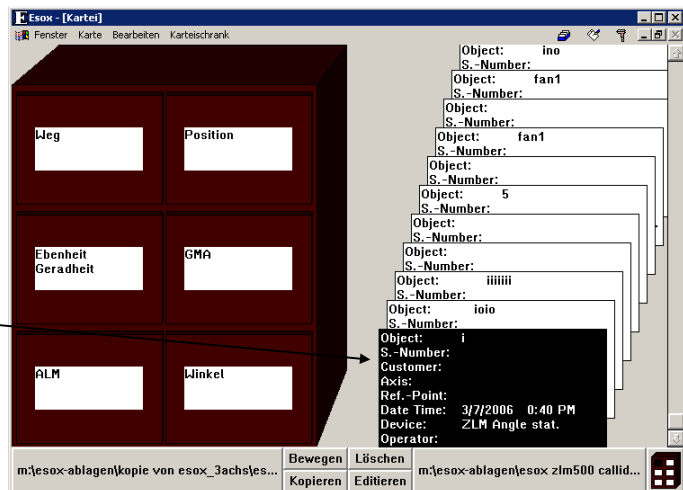 Esox - [Kartei]
Fenster Karte Bearbeiten Karteischrank
Weg
Position
Ebenheit
Geradheit
GMA
ALM
Winkel
Object: ino
S.-Number:
Object: fan1
S.-Number:
Object:
S.-Number:
Object: fan1
S.-Number:
Object:
S.-Number:
Object: 5
S.-Number:
Object:
S.-Number:
Object:
S.-Number:
Object: iiiiiii
S.-Number:
Object: ioio
S.-Number:
Object: i
S.-Number:
Customer:
Axis:
Ref.-Point:
Date Time: 3/7/2006 0:40 PM
Device: ZLM Angle stat.
Operator:
m:\esox-ablagen\kopie von esox_3achs\es...
Bewegen Löschen
Kopieren Editieren
m:\esox-ablagen\esox zlm500 callid...